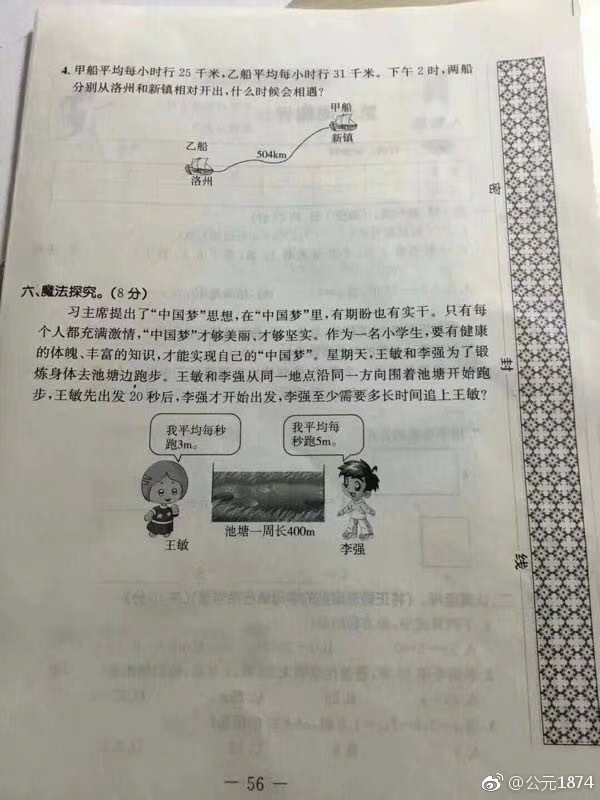 4. 甲船平均每小时行 25 千米,乙船平均每小时行 31 千米。下午 2 时,两船
分别从洛州和新镇相对开出,什么时候会相遇?
甲船
新镇
乙船
504km
洛州
密
六、魔法探究。(8 分)
习主席提出了“中国梦”思想,在“中国梦”里,有期盼也有实干。只有每
个人都充满激情,“中国梦”才够美丽、才够坚实。作为一名小学生,要有健康
的体魄、丰富的知识,才能实现自己的“中国梦”。星期天,王敏和李强为了锻
炼身体去池塘边跑步。王敏和李强从同一地点沿同一方向围着池塘开始跑
步,王敏先出发 20 秒后,李强才开始出发,李强至少需要多长时间追上王敏?
封
我平均每秒
跑3m。
我平均每
秒跑5m。
池塘一周长400m
王敏
李强
线
— 56 —
@公元1874